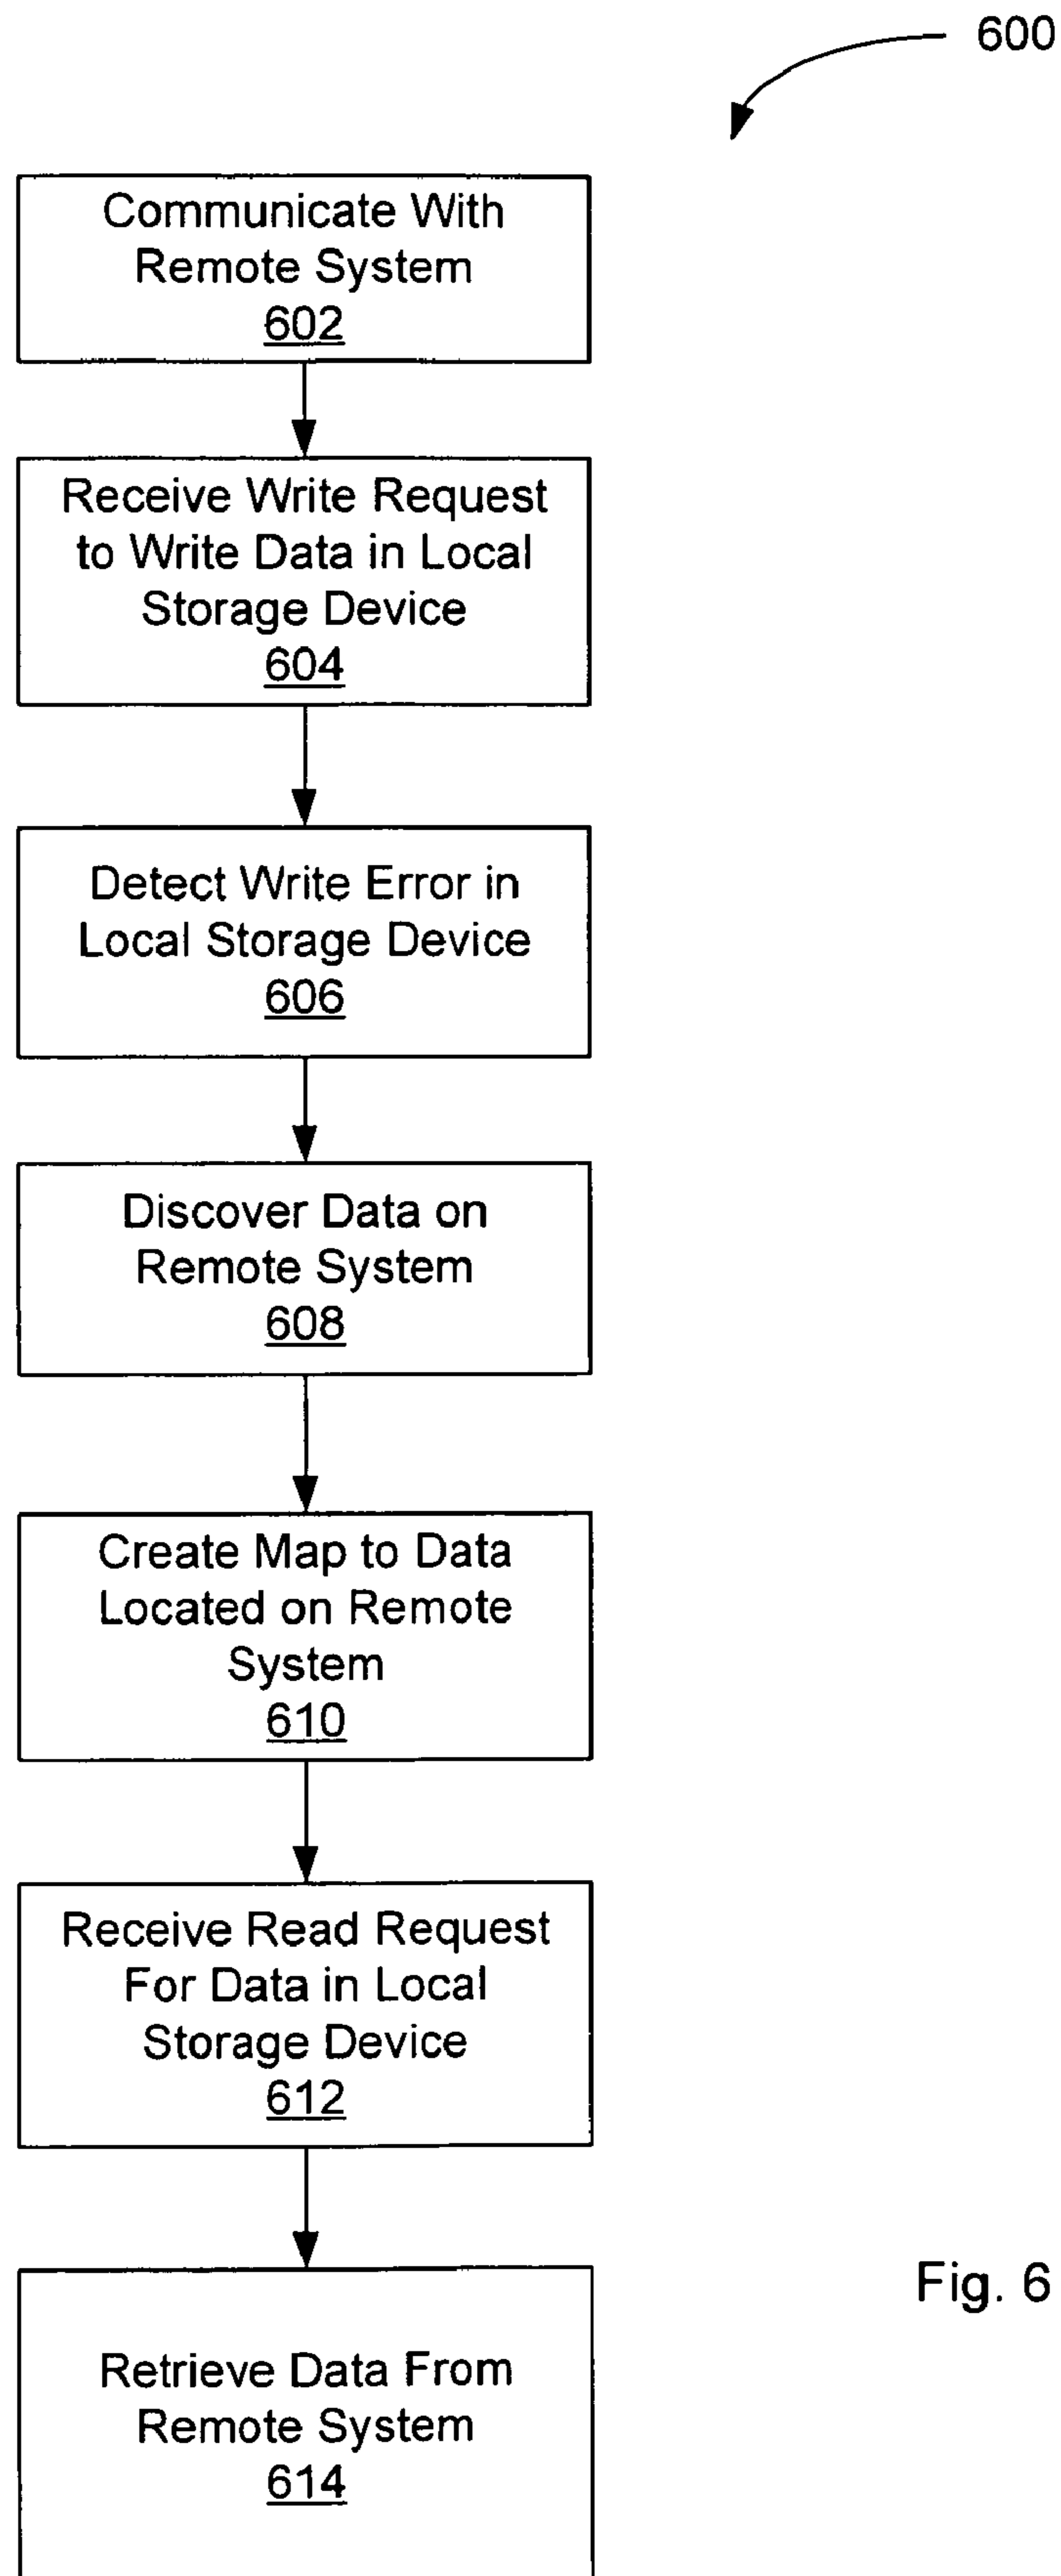 600
Communicate With
Remote System
602
Receive Write Request
to Write Data in Local
Storage Device
604
Detect Write Error in
Local Storage Device
606
Discover Data on
Remote System
608
Create Map to Data
Located on Remote
System
610
Receive Read Request
For Data in Local
Storage Device
612
Fig. 6
Retrieve Data From
Remote System
614